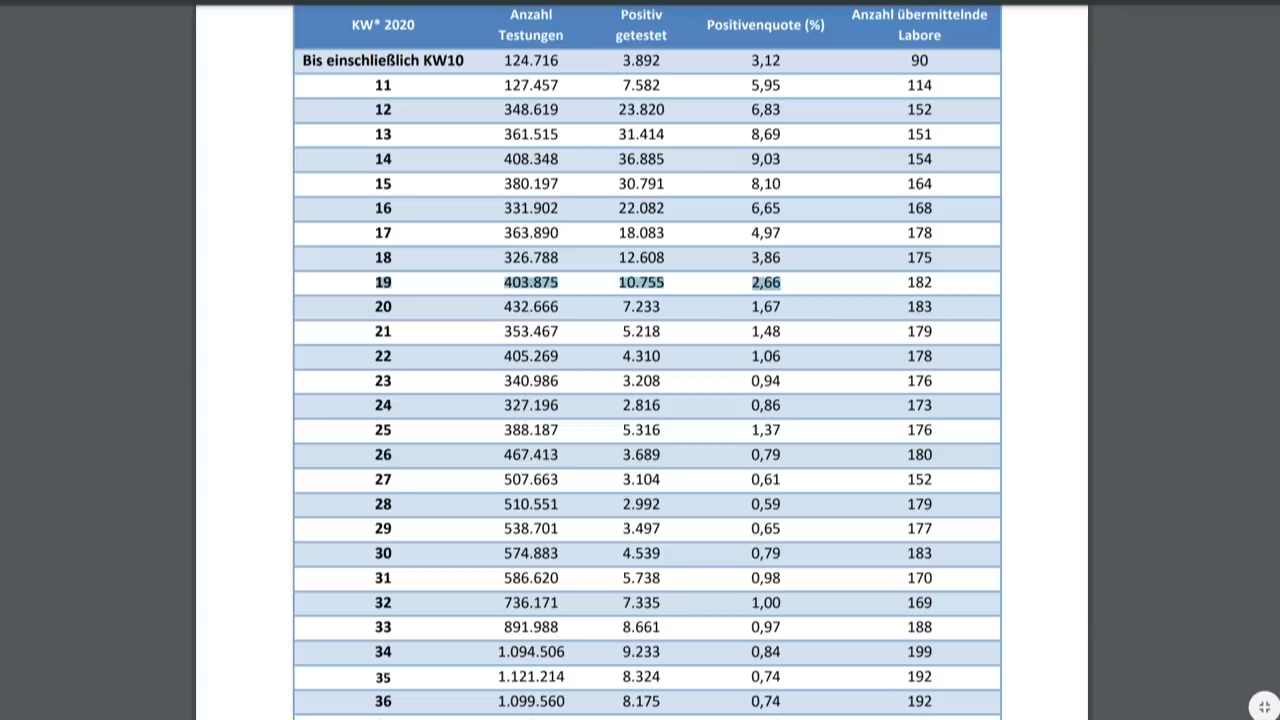 KW* 2020 Anzahl Testungen Positiv getestet Positivenquote (%) Anzahl übermittelnde Labore
Bis einschließlich KW10 124.716 3.892 3,12 90
11 127.457 7.582 5,95 114
12 348.619 23.820 6,83 152
13 361.515 31.414 8,69 151
14 408.348 36.885 9,03 154
15 380.197 30.791 8,10 164
16 331.902 22.082 6,65 168
17 363.890 18.083 4,97 178
18 326.788 12.608 3,86 175
19 403.875 10.755 2,66 182
20 432.666 7.233 1,67 183
21 353.467 5.218 1,48 179
22 405.269 4.310 1,06 178
23 340.986 3.208 0,94 176
24 327.196 2.816 0,86 173
25 388.187 5.316 1,37 176
26 467.413 3.689 0,79 180
27 507.663 3.104 0,61 152
28 510.551 2.992 0,59 179
29 538.701 3.497 0,65 177
30 574.883 4.539 0,79 183
31 586.620 5.738 0,98 170
32 736.171 7.335 1,00 169
33 891.988 8.661 0,97 188
34 1.094.506 9.233 0,84 199
35 1.121.214 8.324 0,74 192
36 1.099.560 8.175 0,74 192